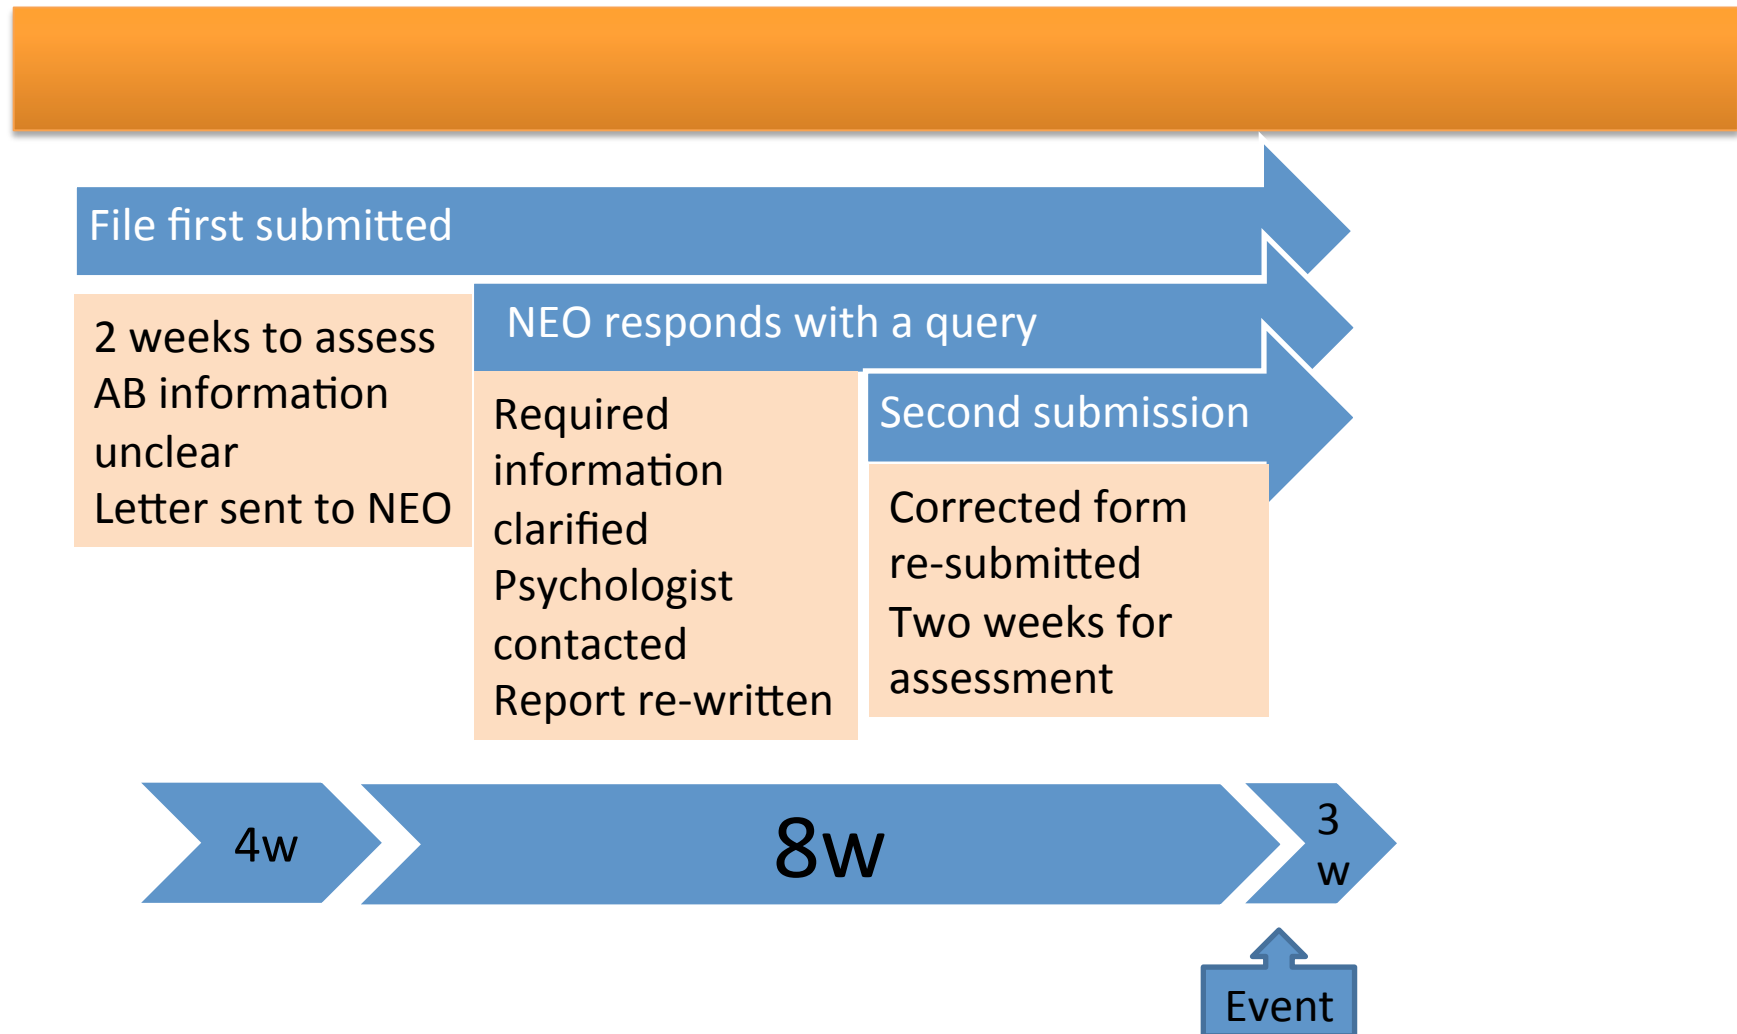 File first submitted
2 weeks to assess
AB information
unclear
Letter sent to NEO
NEO responds with a query
Required
information
clarified
Psychologist
contacted
Report re-written
Second submission
Corrected form
re-submitted
Two weeks for
assessment
4w
8w
3
w
Event